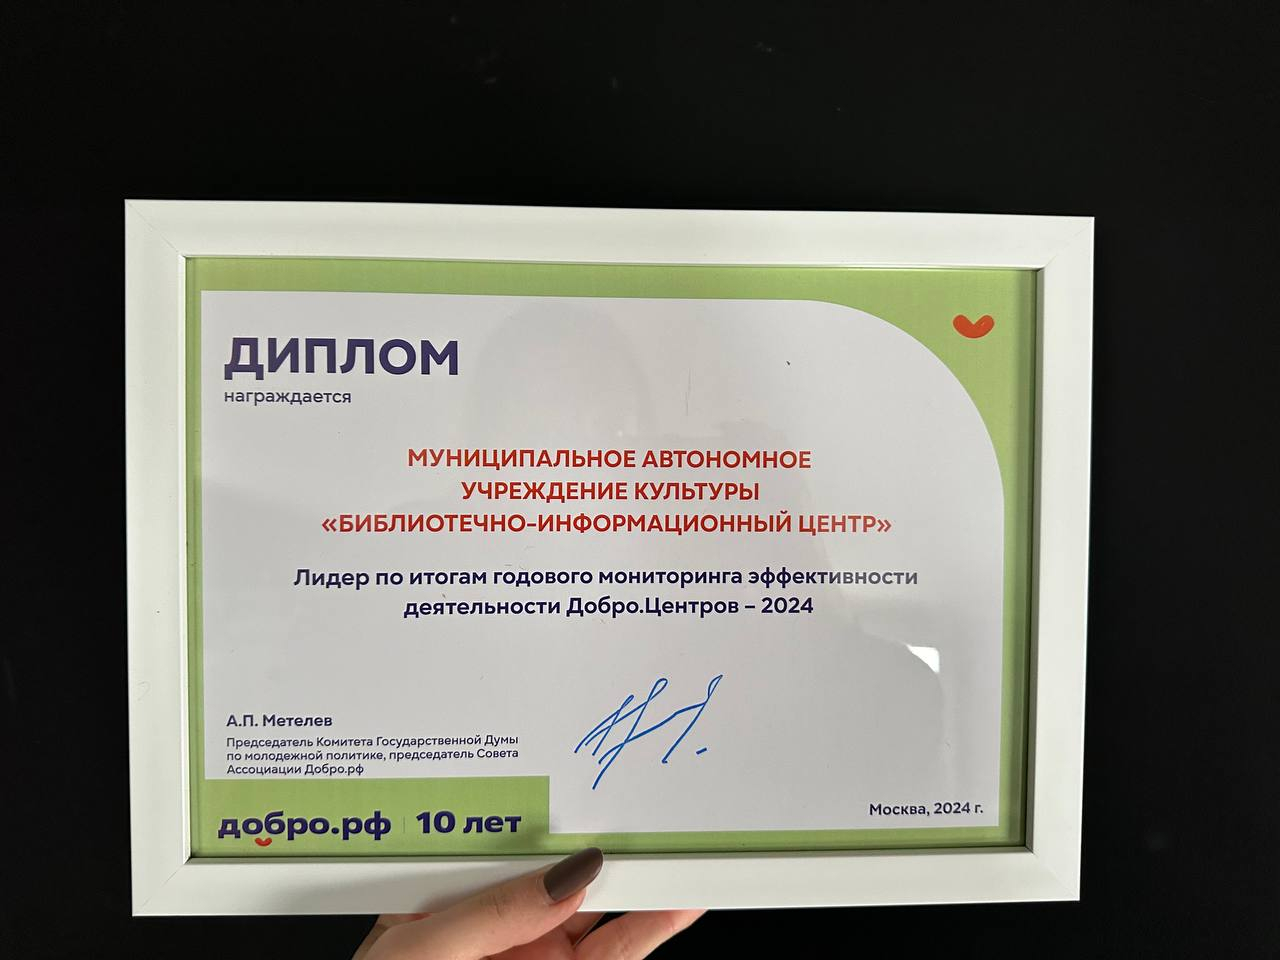 ДИПЛОМ
награждается
МУНИЦИПАЛЬНОЕ АВТОНОМНОЕ
УЧРЕЖДЕНИЕ КУЛЬТУРЫ
«БИБЛИОТЕЧНО-ИНФОРМАЦИОННЫЙ ЦЕНТР»
Лидер по итогам годового мониторинга эффективности
деятельности Добро.Центров – 2024
А.П. Метелев
Председатель Комитета Государственной Думы
по молодежной политике, председатель Совета
Ассоциации Добро.рф
Москва, 2024 г.
добро.рф | 10 лет